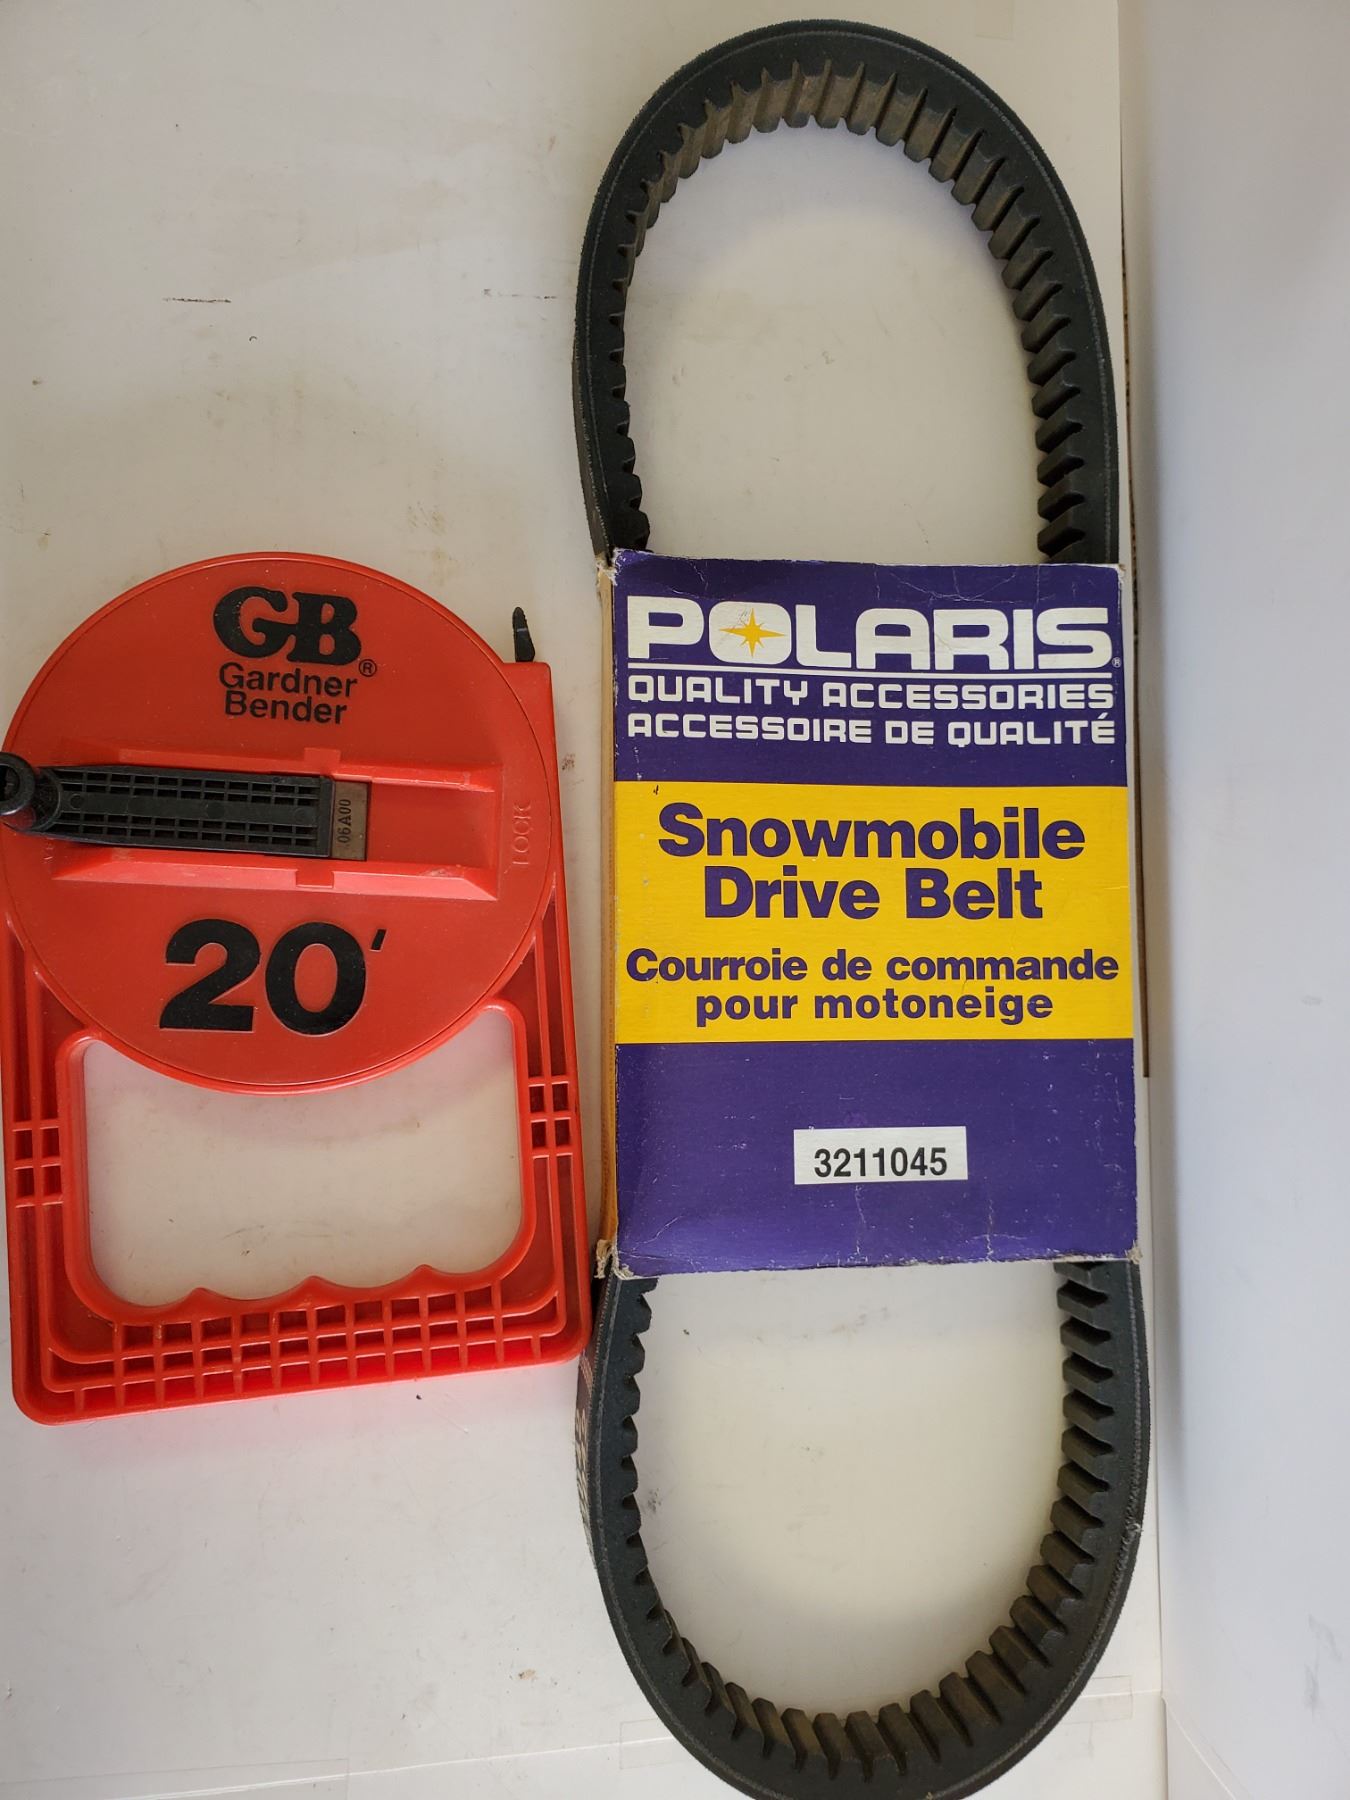 GB
Gardner
Bender
®
06A00
LOCK
20'
POLARIS®
QUALITY ACCESSORIES
ACCESSOIRE DE QUALITÉ
Snowmobile
Drive Belt
Courroie de commande
pour motoneige
3211045